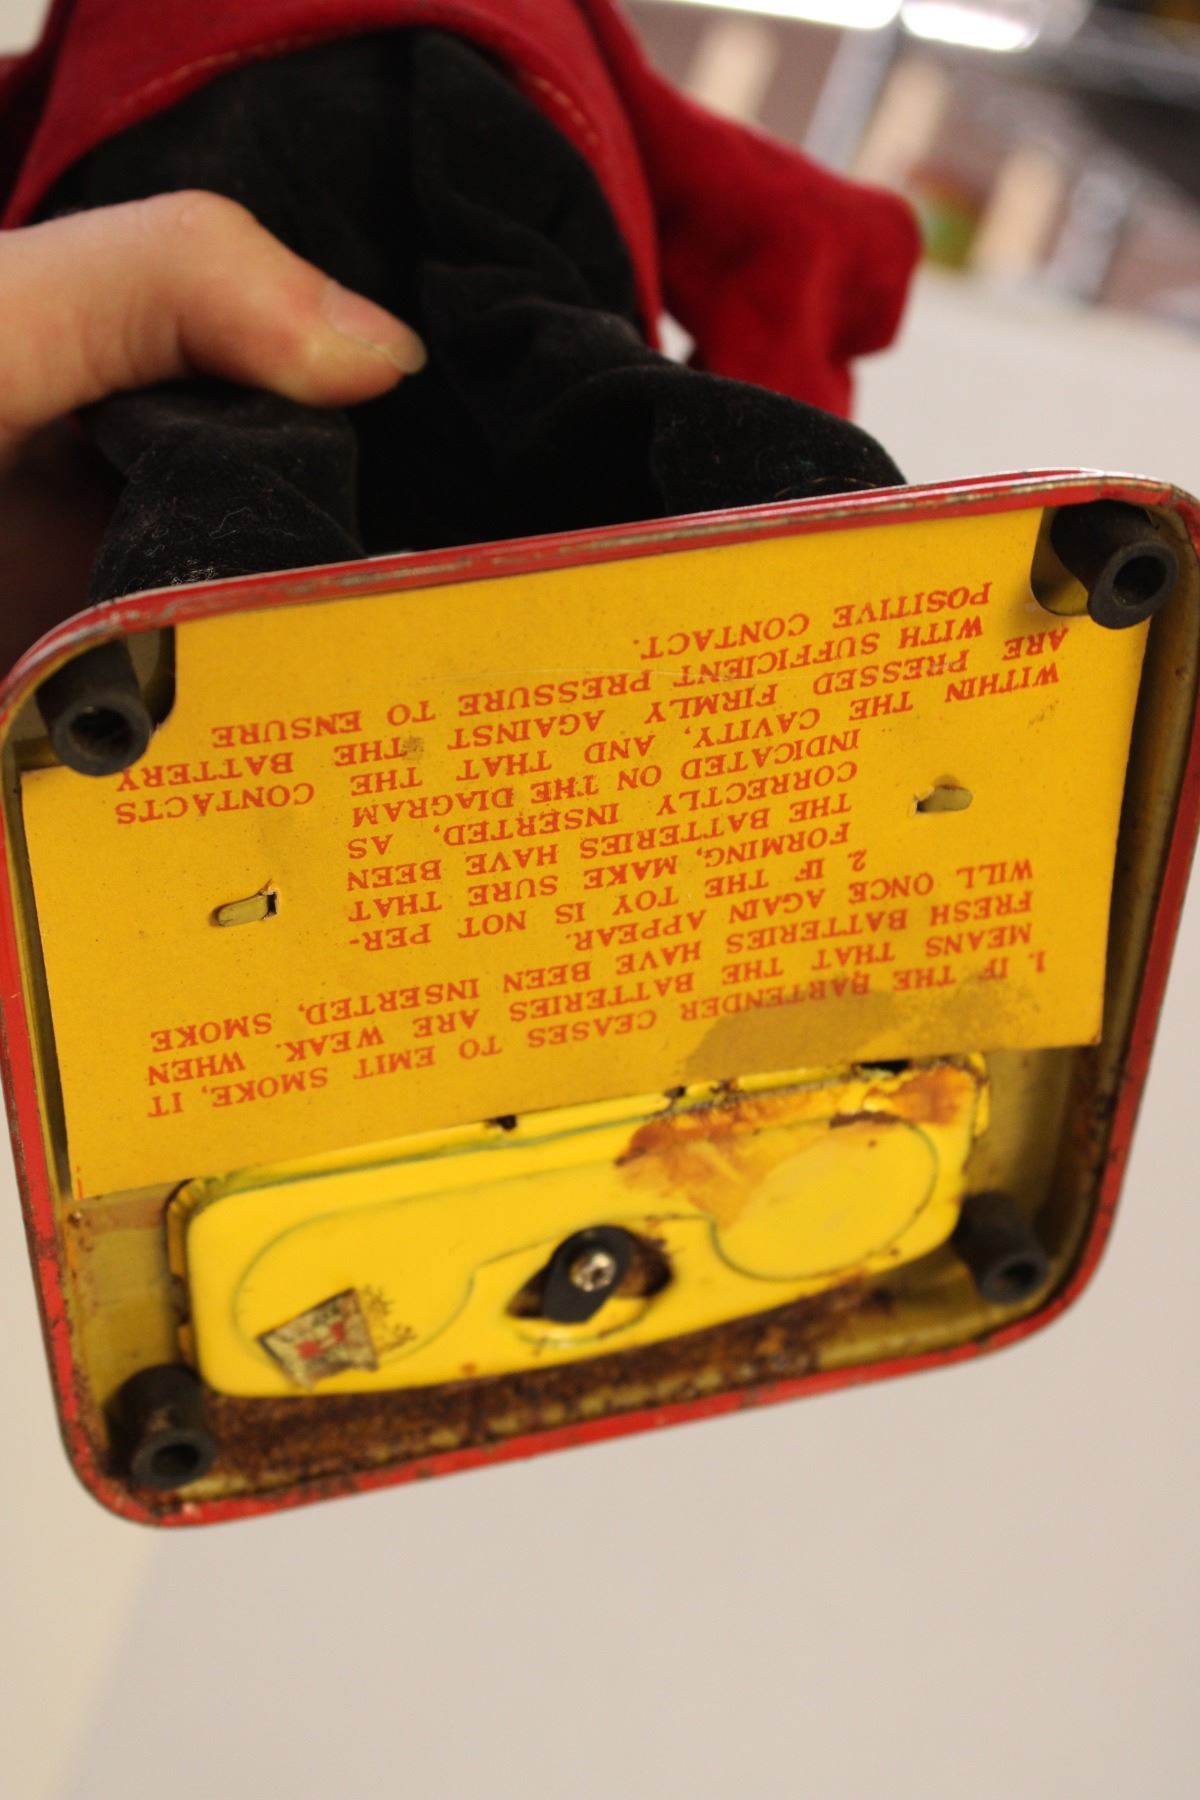 1. IF THE BARTENDER CEASES TO EMIT SMOKE, IT
MEANS THAT THE BATTERIES ARE WEAK. WHEN
FRESH BATTERIES HAVE BEEN INSERTED, SMOKE
WILL ONCE AGAIN APPEAR.
2. IF THE TOY IS NOT PER-
FORMING, MAKE SURE THAT
THE BATTERIES HAVE BEEN
CORRECTLY INSERTED, AS
INDICATED ON THE DIAGRAM
WITHIN THE CAVITY, AND THAT THE CONTACTS
ARE PRESSED FIRMLY AGAINST THE BATTERY
WITH SUFFICIENT PRESSURE TO ENSURE
POSITIVE CONTACT.